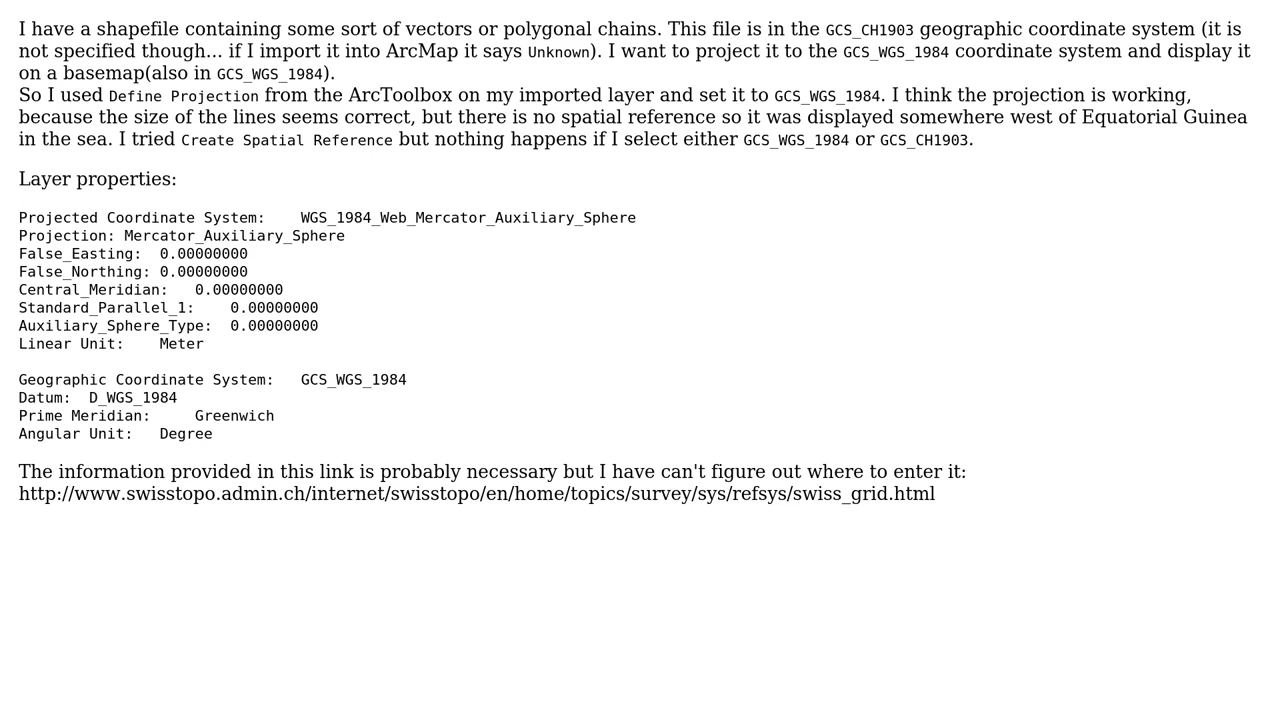 I have a shapefile containing some sort of vectors or polygonal chains. This file is in the GCS_CH1903 geographic coordinate system (it is
not specified though... if I import it into ArcMap it says Unknown). I want to project it to the GCS_WGS_1984 coordinate system and display it
on a basemap(also in GCS_WGS_1984).
So I used Define Projection from the ArcToolbox on my imported layer and set it to GCS_WGS_1984. I think the projection is working,
because the size of the lines seems correct, but there is no spatial reference so it was displayed somewhere west of Equatorial Guinea
in the sea. I tried Create Spatial Reference but nothing happens if I select either GCS_WGS_1984 or GCS_CH1903.
Layer properties:
Projected Coordinate System:    WGS_1984_Web_Mercator_Auxiliary_Sphere
Projection: Mercator_Auxiliary_Sphere
False_Easting:  0.00000000
False_Northing: 0.00000000
Central_Meridian:   0.00000000
Standard_Parallel_1:    0.00000000
Auxiliary_Sphere_Type:  0.00000000
Linear Unit:    Meter
Geographic Coordinate System:   GCS_WGS_1984
Datum:  D_WGS_1984
Prime Meridian:     Greenwich
Angular Unit:   Degree
The information provided in this link is probably necessary but I have can't figure out where to enter it:
http://www.swisstopo.admin.ch/internet/swisstopo/en/home/topics/survey/sys/refsys/swiss_grid.html